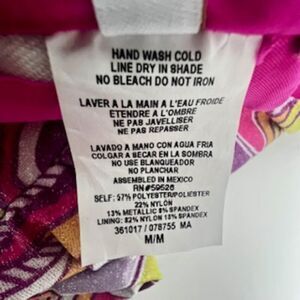 HAND WASH COLD
LINE DRY IN SHADE
NO BLEACH DO NOT IRON
LAVER A LA MAIN A L'EAU FROIDE
ETENDRE A L'OMBRE
NE PAS JAVELLISER
NE PAS REPASSER
LAVADO A MANO CON AGUA FRIA
COLGAR A SECAR EN LA SOMBRA
NO USE BLANQUEADOR
NO PLANCHAR
ASSEMBLED IN MEXICO
RN#59526
SELF: 57% POLYESTER/POLIESTER
22% NYLON
13% METALLIC 8% SPANDEX
LINING: 82% NYLON 18% SPANDEX
361017 / 078755 MA
M/M